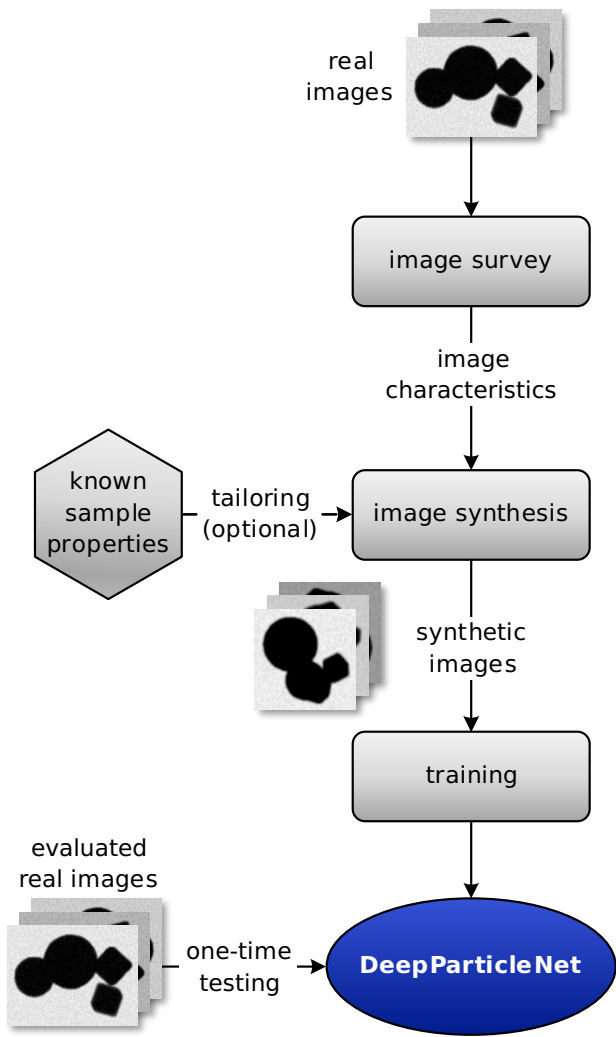 real
images
image survey
image
characteristics
known
sample
properties
tailoring
(optional)
image synthesis
synthetic
images
training
evaluated
real images
one-time
testing
DeepParticleNet